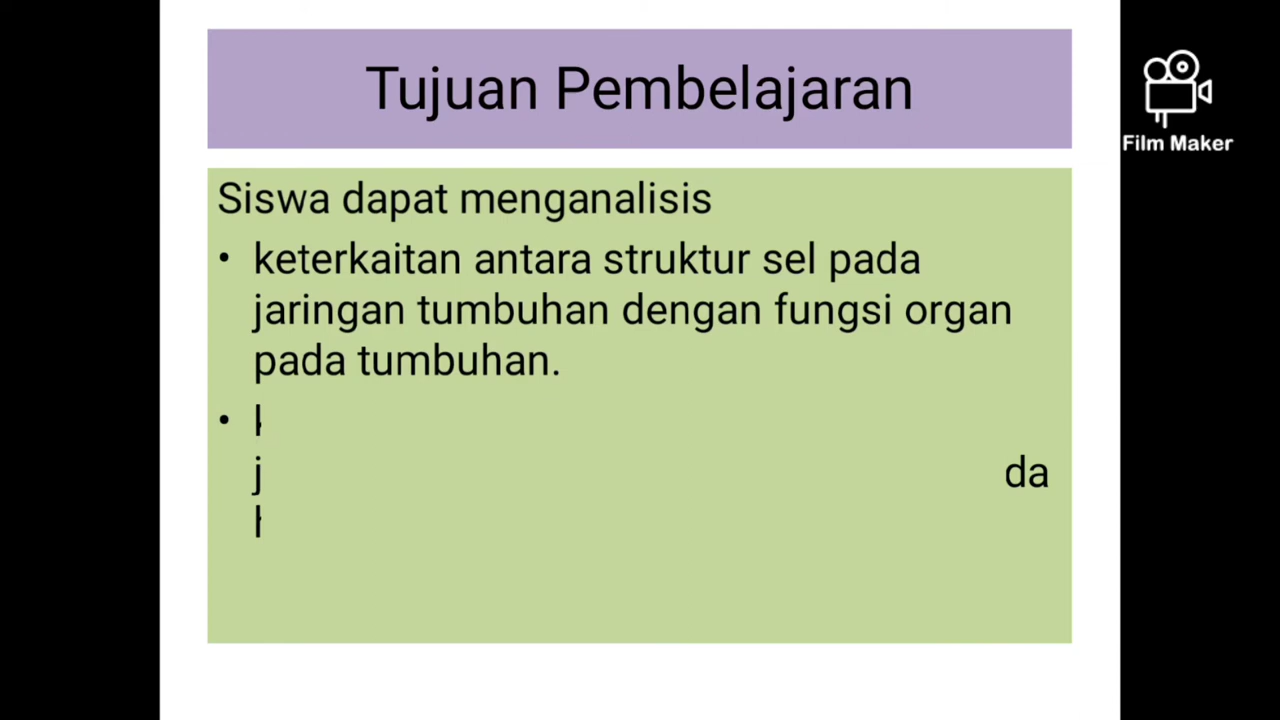 Tujuan Pembelajaran
Film Maker
Siswa dapat menganalisis
• keterkaitan antara struktur sel pada
jaringan tumbuhan dengan fungsi organ
pada tumbuhan.
j da